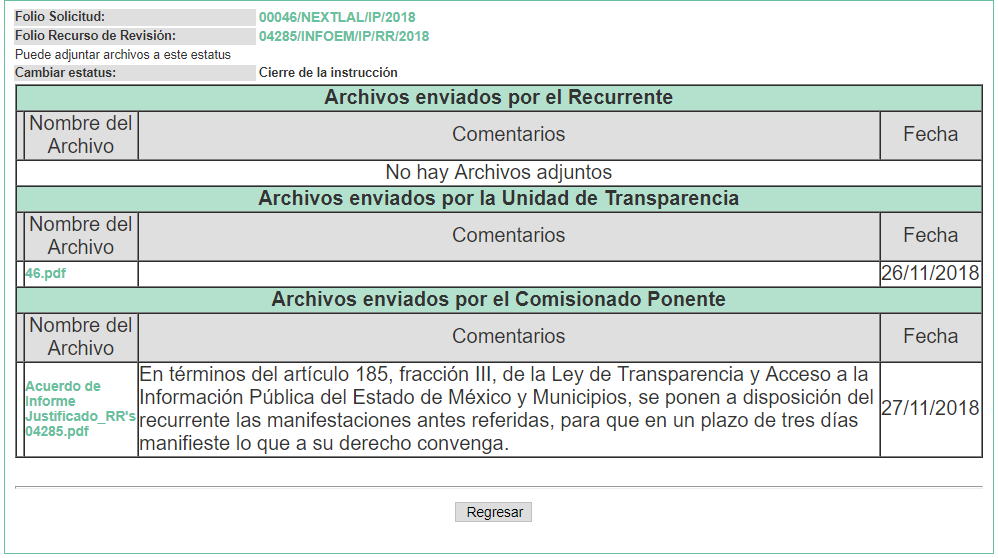 Folio Solicitud: 00046/NEXTLAL/IP/2018
Folio Recurso de Revisión: 04285/INFOEM/IP/RR/2018
Puede adjuntar archivos a este estatus
Cambiar estatus: Cierre de la instrucción
Archivos enviados por el Recurrente
Nombre del
Archivo
Comentarios
Fecha
No hay Archivos adjuntos
Archivos enviados por la Unidad de Transparencia
Nombre del
Archivo
Comentarios
Fecha
46.pdf
26/11/2018
Archivos enviados por el Comisionado Ponente
Nombre del
Archivo
Comentarios
Fecha
Acuerdo de
Informe
Justificado_RR's
04285.pdf
En términos del artículo 185, fracción III, de la Ley de Transparencia y Acceso a la
Información Pública del Estado de México y Municipios, se ponen a disposición del
recurrente las manifestaciones antes referidas, para que en un plazo de tres días
manifieste lo que a su derecho convenga.
27/11/2018
Regresar